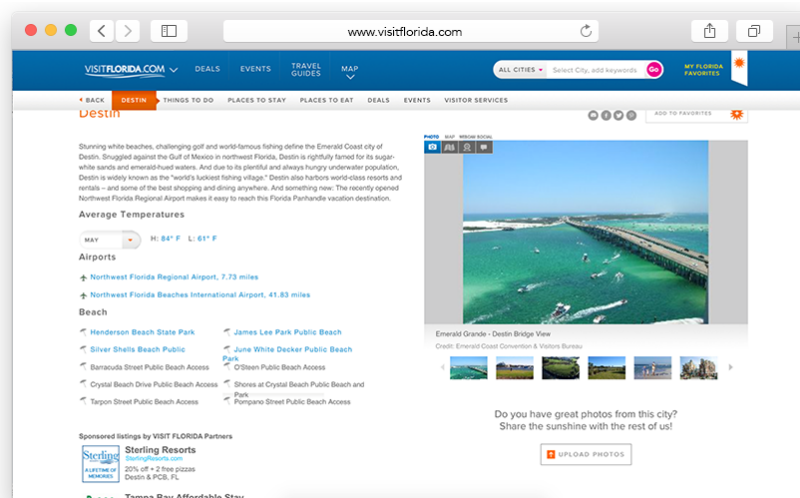 www.visitflorida.com
VISITFLORIDA.COM
DEALS
EVENTS
TRAVEL
GUIDES
MAP
ALL CITIES
Select City, add keywords
Go
MY FLORIDA
FAVORITES
BACK
DESTIN
THINGS TO DO
PLACES TO STAY
PLACES TO EAT
DEALS
EVENTS
VISITOR SERVICES
Destin
ADD TO FAVORITES
Stunning white beaches, challenging golf and world-famous fishing define the Emerald Coast city of
Destin. Snuggled against the Gulf of Mexico in northwest Florida, Destin is rightly famed for its sugar-
white sands and emerald-hued waters. And due to its plentiful and always hungry underwater population,
Destin is widely known as the "world's luckiest fishing village." Destin also harbors world-class resorts and
rentals – and some of the best shopping and dining anywhere. And something new: The recently opened
Northwest Florida Regional Airport makes it easy to reach this Florida Panhandle vacation destination.
Average Temperatures
MAY
H: 84° F L: 61° F
Airports
Northwest Florida Regional Airport, 7.73 miles
Northwest Florida Beaches International Airport, 41.83 miles
Beach
Henderson Beach State Park
James Lee Park Public Beach
Silver Shells Beach Public
June White Decker Public Beach
Park
Barracuda Street Public Beach Access
O'Steen Public Beach Access
Crystal Beach Drive Public Beach Access
Shores at Crystal Beach Public Beach and
Park
Tarpon Street Public Beach Access
Pompano Street Public Beach Access
Sponsored listings by VISIT FLORIDA Partners
Sterling
Resorts
A LIFETIME OF
MEMORIES
Sterling Resorts
SterlingResorts.com
20% off + 2 free pizzas
Destin & PCB, FL
Tampa Bay Affordable Stay
PHOTO
MAP
WEBCAM
SOCIAL
Emerald Grande - Destin Bridge View
Credit: Emerald Coast Convention & Visitors Bureau
Do you have great photos from this city?
Share the sunshine with the rest of us!
UPLOAD PHOTOS